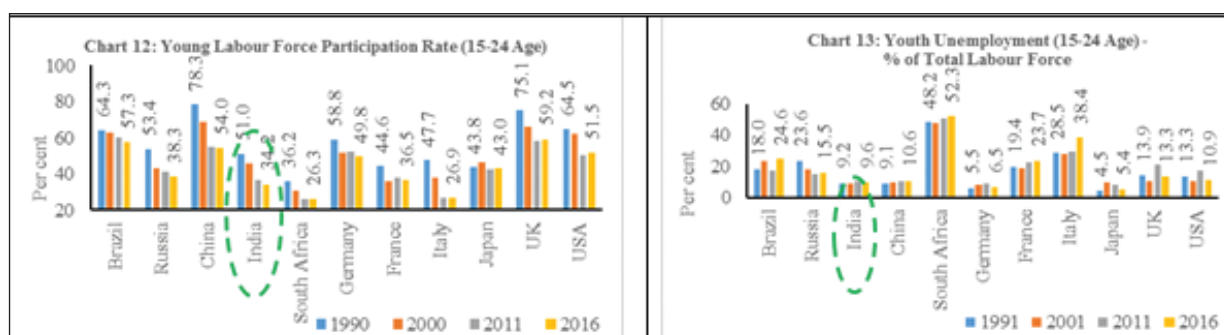 Chart 12: Young Labour Force Participation Rate (15-24 Age)
Per cent
100
80
60
40
20
64.3
57.3
53.4
38.3
78.3
54.0
51.0
34.2
36.2
26.3
58.8
49.8
44.6
36.5
47.7
26.9
43.8
43.0
75.1
59.2
64.5
51.5
Brazil
Russia
China
India
South Africa
Germany
France
Italy
Japan
UK
USA
1990 2000 2011 2016
Chart 13: Youth Unemployment (15-24 Age) -
% of Total Labour Force
Per cent
60
40
20
0
18.0
24.6
23.6
15.5
9.2
9.6
9.1
10.6
48.2
52.3
5.5
6.5
19.4
23.7
28.5
38.4
4.5
5.4
13.9
13.3
13.3
10.9
Brazil
Russia
India
China
South Africa
Germany
France
Italy
Japan
UK
USA
1991 2001 2011 2016